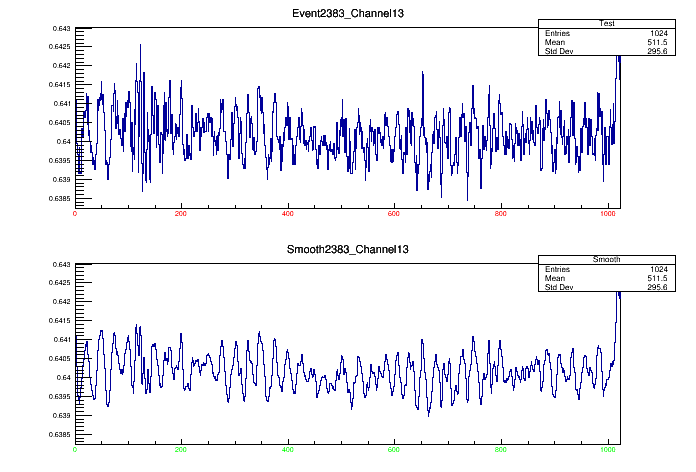 Event2383_Channel13
Test
Entries 1024
Mean 511.5
Std Dev 295.6
0.643
0.6425
0.642
0.6415
0.641
0.6405
0.64
0.6395
0.639
0.6385
0 200 400 600 800 1000
Smooth2383_Channel13
Smooth
Entries 1024
Mean 511.5
Std Dev 295.6
0.643
0.6425
0.642
0.6415
0.641
0.6405
0.64
0.6395
0.639
0.6385
0 200 400 600 800 1000